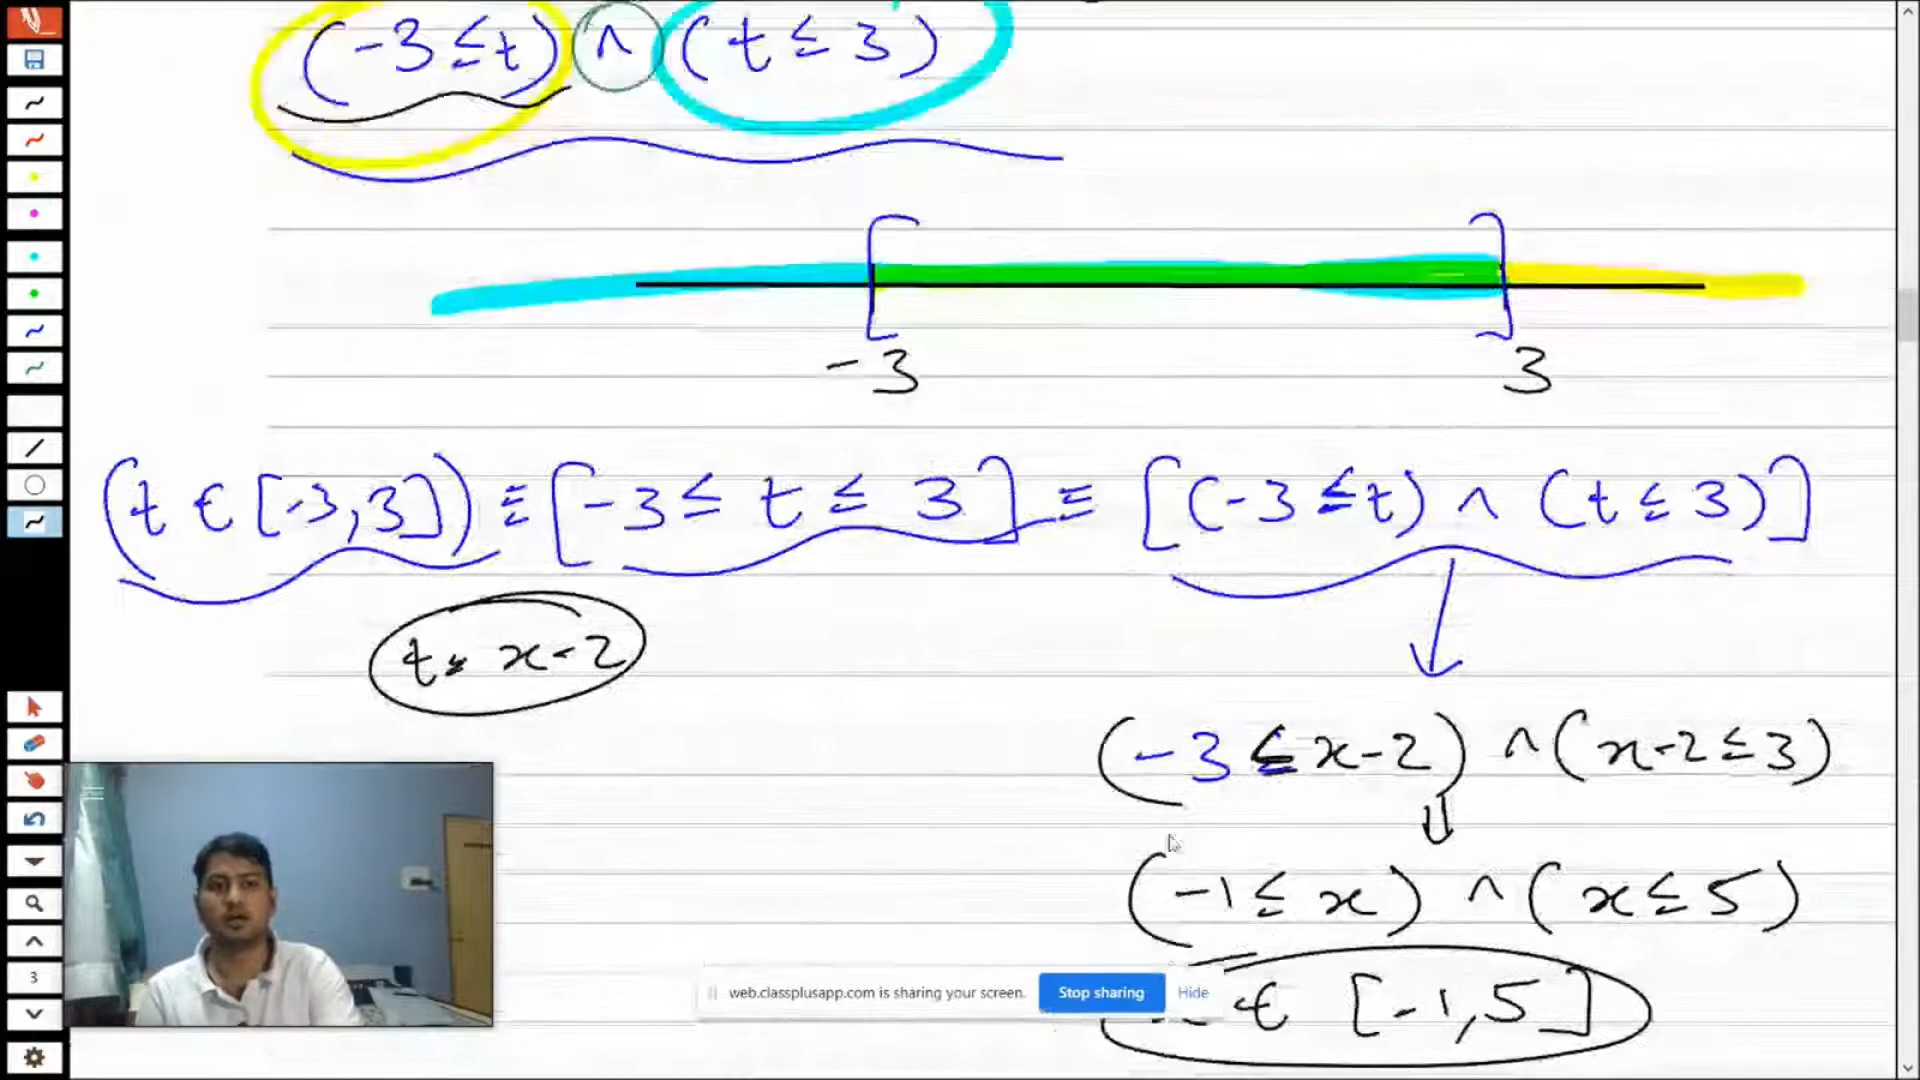 (-3 ≤ t) ∧ (t ≤ 3)
-3 3
(t ∈ [-3,3]) ≡ [-3 ≤ t ≤ 3] ≡ [(-3 ≤ t) ∧ (t ≤ 3)]
t = x-2
(-3 ≤ x-2) ∧ (x-2 ≤ 3)
⇓
(-1 ≤ x) ∧ (x ≤ 5)
∈ [-1,5]
web.classplusapp.com is sharing your screen. Stop sharing Hide
3